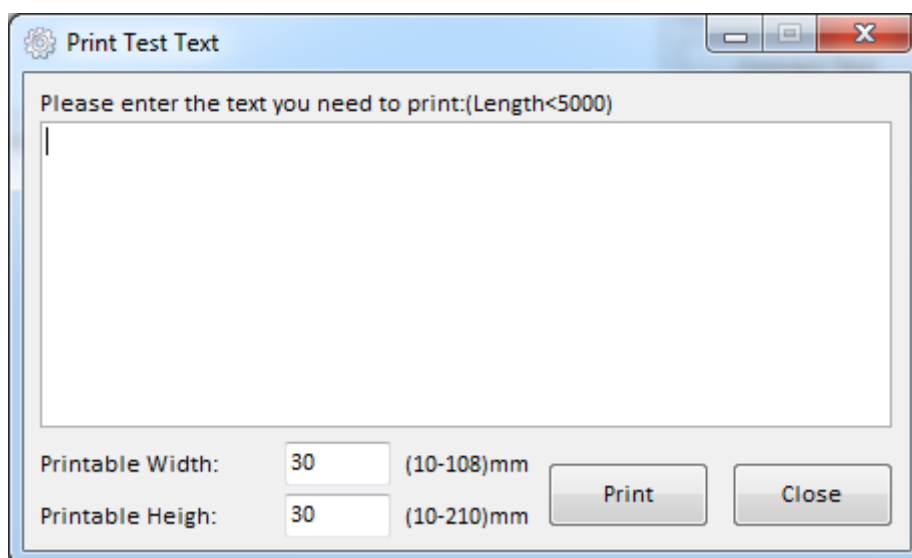 Print Test Text
Please enter the text you need to print:(Length<5000)
Printable Width: 30 (10-108)mm
Printable Heigh: 30 (10-210)mm
Print Close